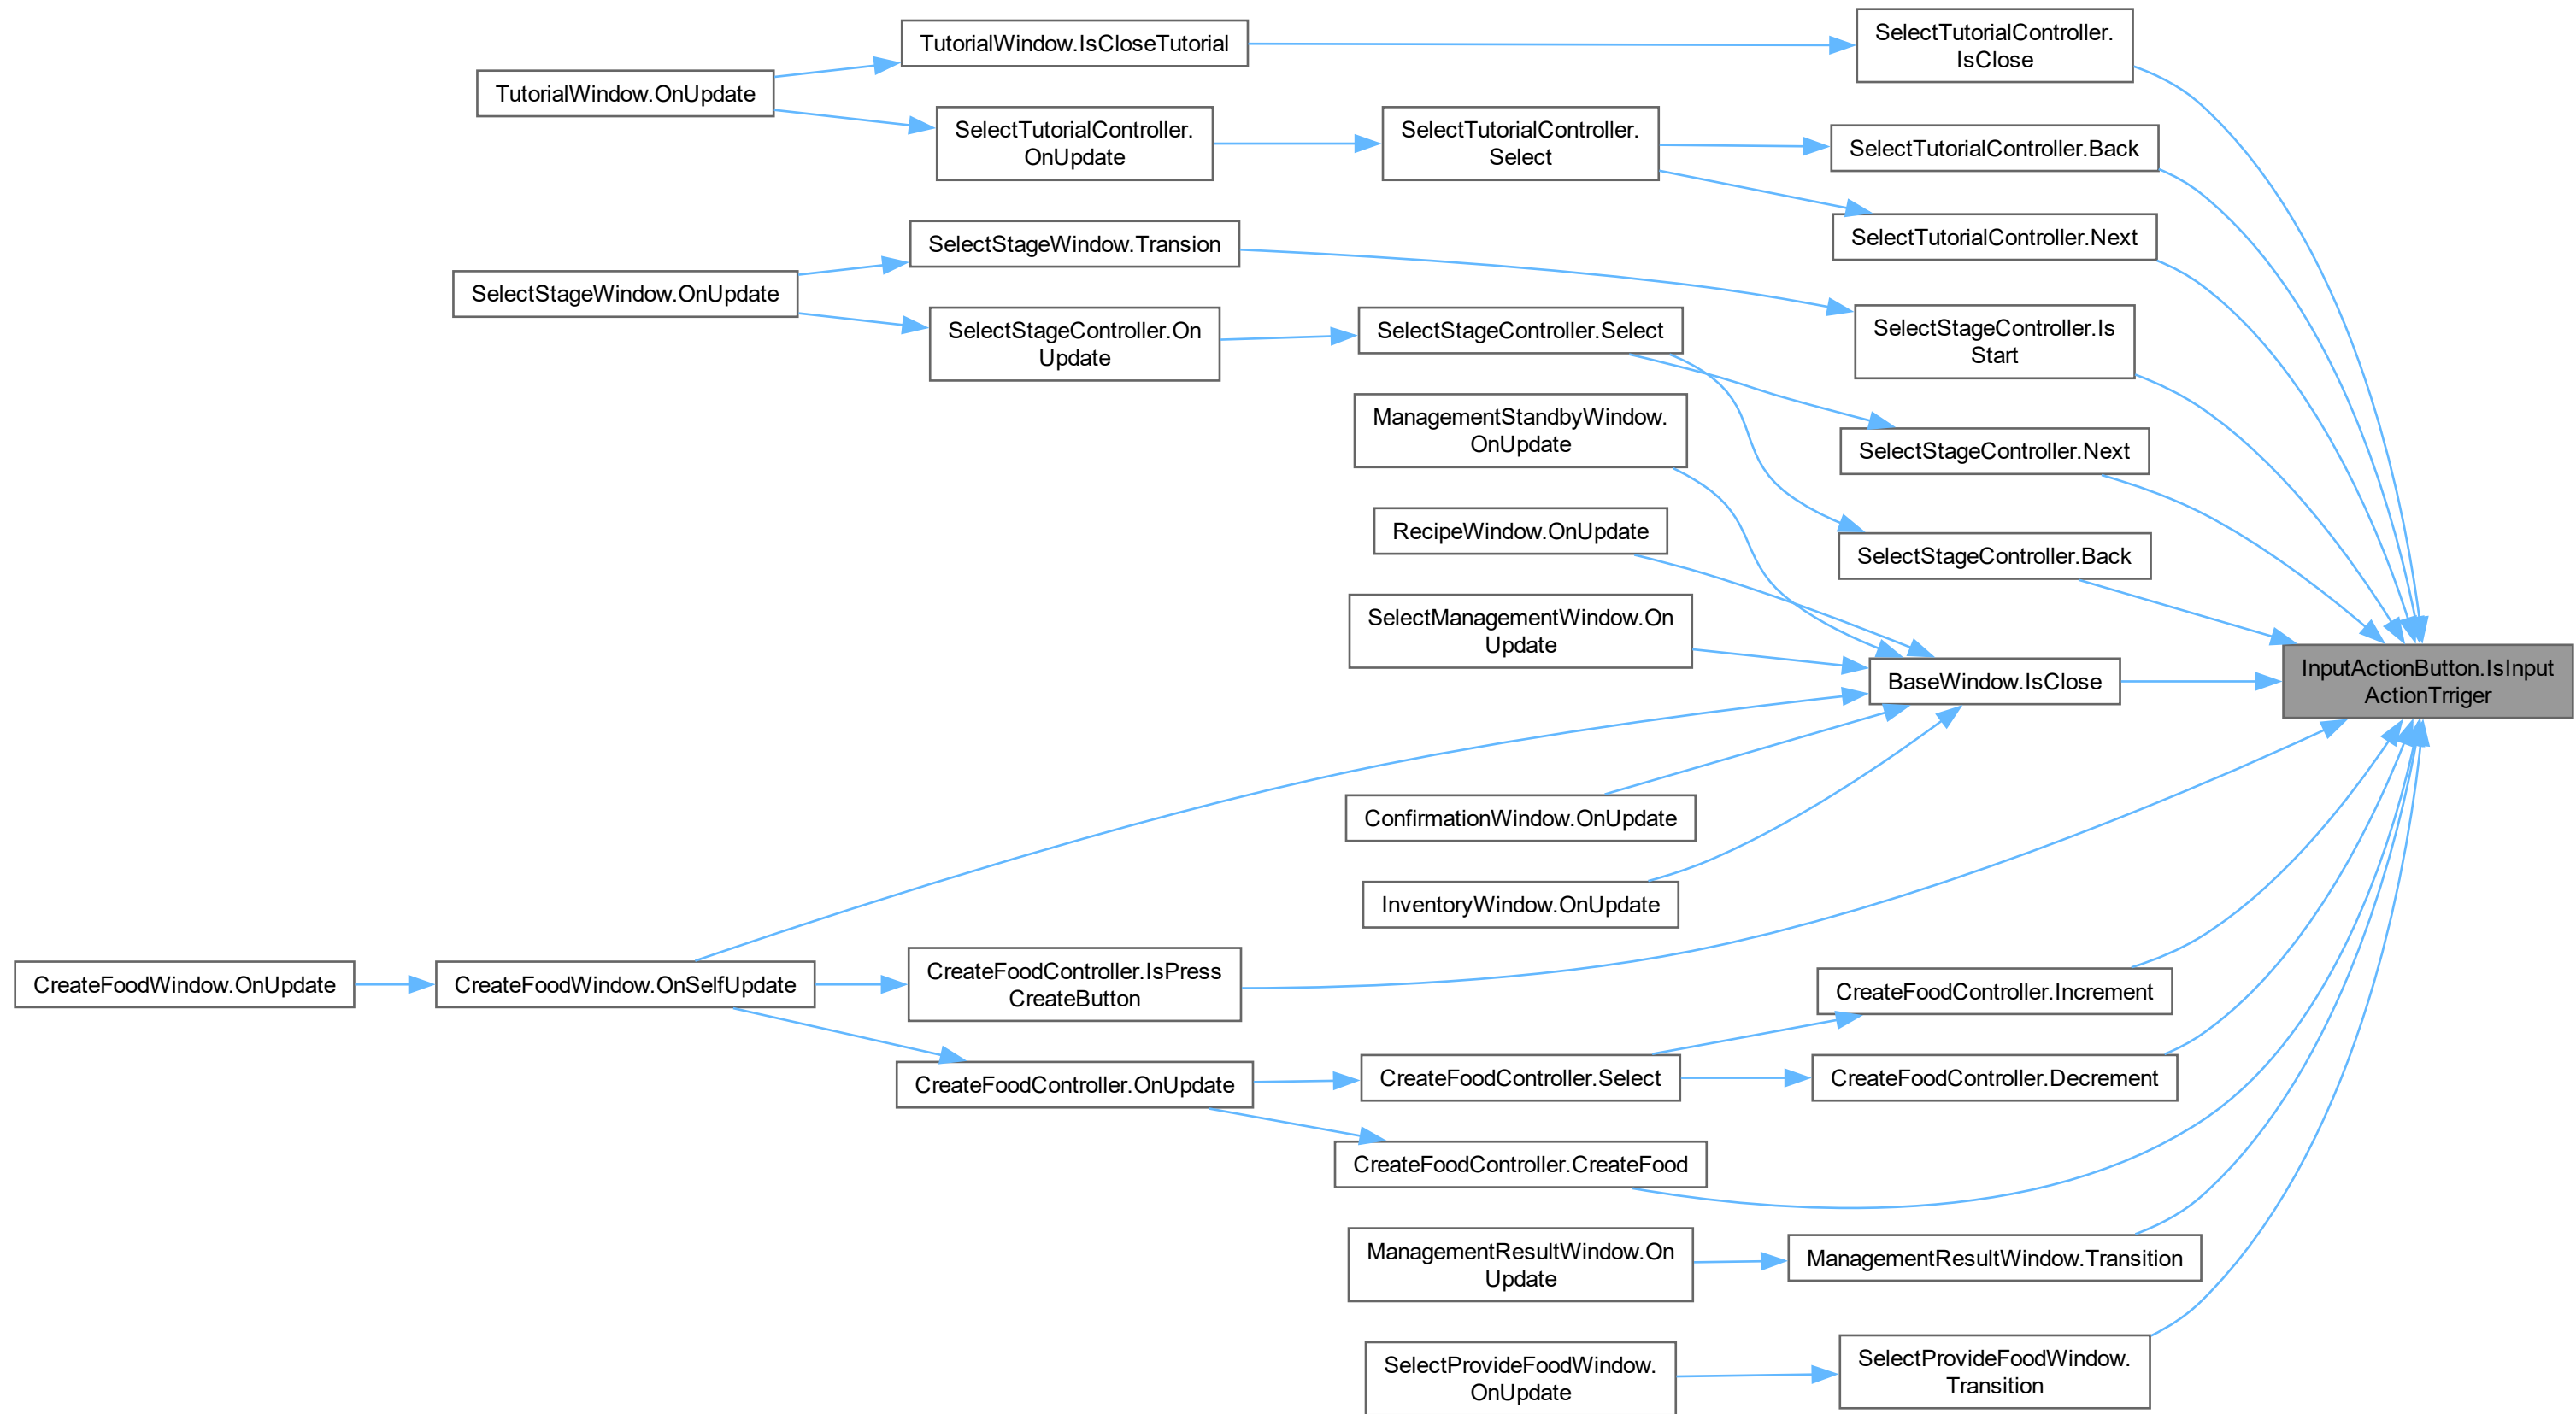 TutorialWindow.IsCloseTutorial
SelectTutorialController.
IsClose
TutorialWindow.OnUpdate
SelectTutorialController.
OnUpdate
SelectTutorialController.
Select
SelectTutorialController.Back
SelectTutorialController.Next
SelectStageWindow.Transion
SelectStageWindow.OnUpdate
SelectStageController.On
Update
SelectStageController.Select
SelectStageController.Is
Start
ManagementStandbyWindow.
OnUpdate
SelectStageController.Next
RecipeWindow.OnUpdate
SelectStageController.Back
SelectManagementWindow.On
Update
BaseWindow.IsClose
InputActionButton.IsInput
ActionTrriger
ConfirmationWindow.OnUpdate
InventoryWindow.OnUpdate
CreateFoodWindow.OnUpdate
CreateFoodWindow.OnSelfUpdate
CreateFoodController.IsPress
CreateButton
CreateFoodController.Increment
CreateFoodController.OnUpdate
CreateFoodController.Select
CreateFoodController.Decrement
CreateFoodController.CreateFood
ManagementResultWindow.On
Update
ManagementResultWindow.Transition
SelectProvideFoodWindow.
OnUpdate
SelectProvideFoodWindow.
Transition